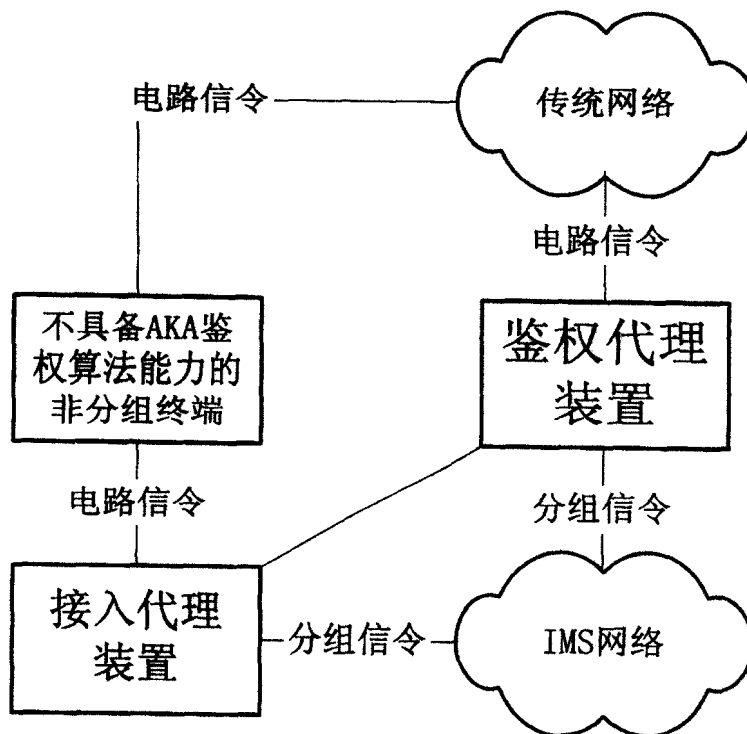 电路信令
传统网络
电路信令
不具备AKA鉴
权算法能力的
非分组终端
鉴权代理
装置
电路信令
分组信令
接入代理
装置
分组信令
IMS网络